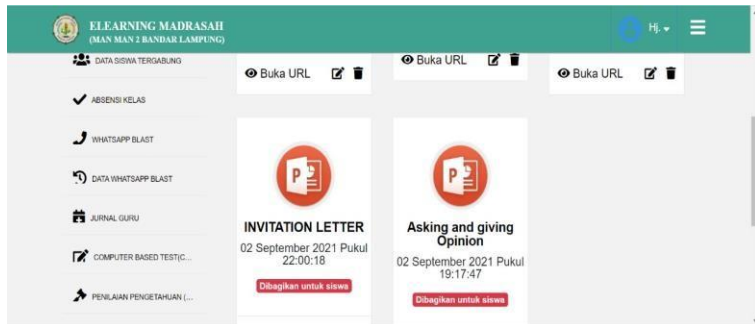 ELEARNING MADRASAH
(MAN MAN 2 BANDAR LAMPUNG)
Hj.
DATA SISWA TERGABUNG
ABSENSI KELAS
WHATSAPP BLAST
DATA WHATSAPP BLAST
JURNAL GURU
COMPUTER BASED TEST(C...
PENILAIAN PENGETAHUAN (...
Buka URL
Buka URL
Buka URL
P
INVITATION LETTER
02 September 2021 Pukul
22:00:18
Dibagikan untuk siswa
P
Asking and giving
Opinion
02 September 2021 Pukul
19:17:47
Dibagikan untuk siswa